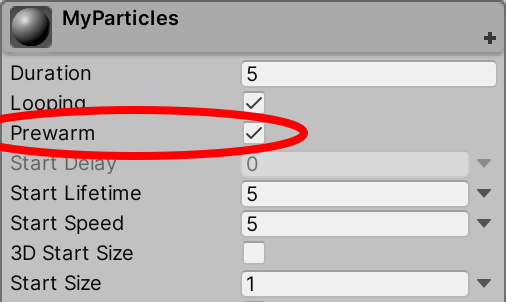 MyParticles
Duration 5
Looping
Prewarm
Start Delay 0
Start Lifetime 5
Start Speed 5
3D Start Size
Start Size 1